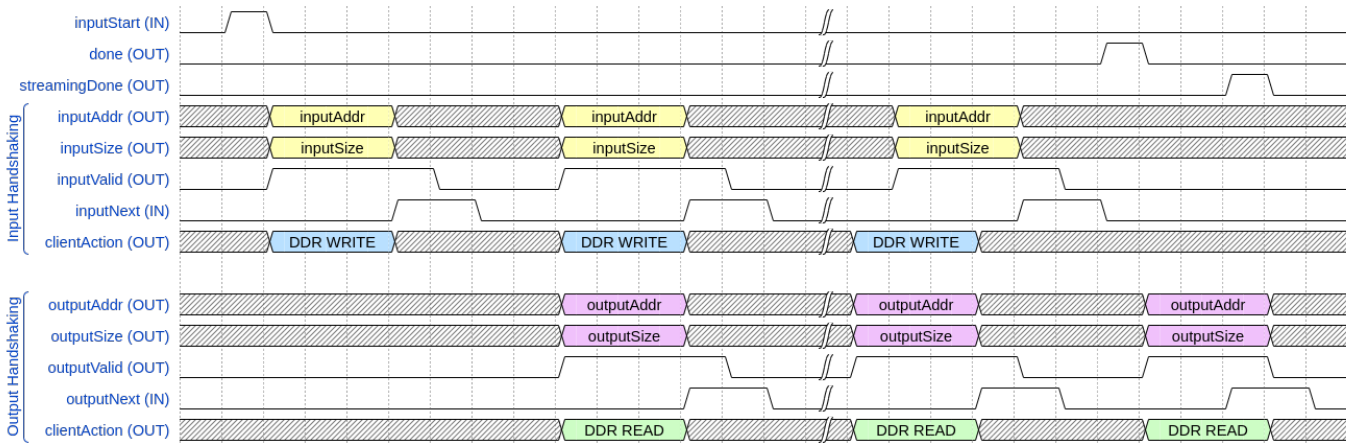 inputStart (IN)
done (OUT)
streamingDone (OUT)
Input Handshaking
inputAddr (OUT) inputAddr inputAddr inputAddr
inputSize (OUT) inputSize inputSize inputSize
inputValid (OUT)
inputNext (IN)
clientAction (OUT) DDR WRITE DDR WRITE DDR WRITE
Output Handshaking
outputAddr (OUT) outputAddr outputAddr outputAddr
outputSize (OUT) outputSize outputSize outputSize
outputValid (OUT)
outputNext (IN)
clientAction (OUT) DDR READ DDR READ DDR READ